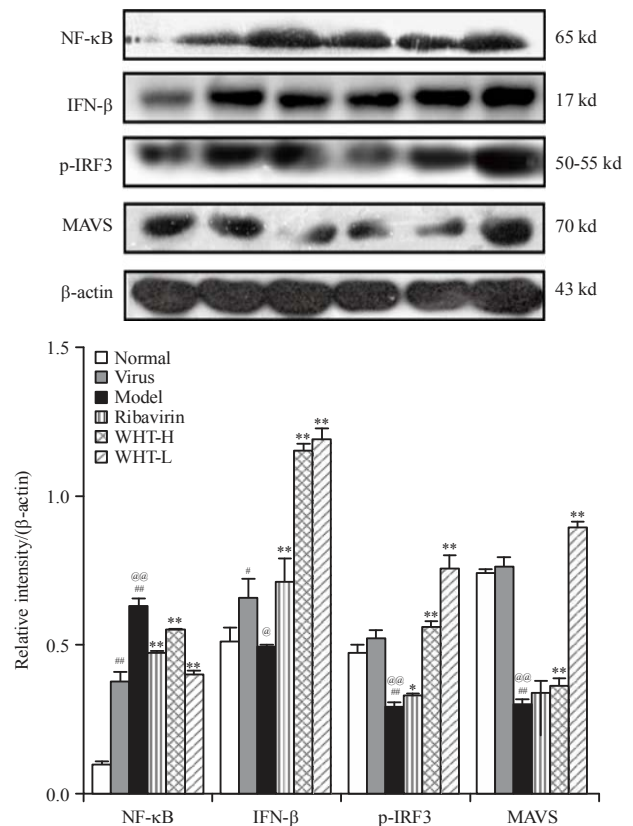 NF-κB 65 kd
IFN-β 17 kd
p-IRF3 50-55 kd
MAVS 70 kd
β-actin 43 kd
1.5
1.0
0.5
0.0
Relative intensity/(β-actin)
Normal
Virus
Model
Ribavirin
WHT-H
WHT-L
## @@ ## ** ** **
# @ ** ** **
@@ ## * ** **
@@ ## ** **
NF-κB IFN-β p-IRF3 MAVS